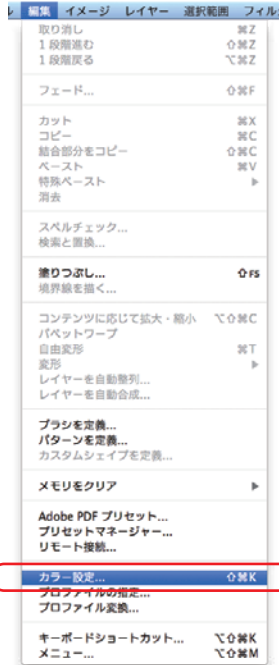 編集 イメージ レイヤー 選択範囲 フィル
取り消し ⌘Z
1 段階進む ⇧⌘Z
1 段階戻る ⌥⌘Z
フェード... ⇧⌘F
カット ⌘X
コピー ⌘C
結合部分をコピー ⇧⌘C
ペースト ⌘V
特殊ペースト ▶
消去
スペルチェック...
検索と置換...
塗りつぶし... ⇧F5
境界線を描く...
コンテンツに応じて拡大・縮小 ⌥⇧⌘C
パペットワープ
自由変形 ⌘T
変形 ▶
レイヤーを自動整列...
レイヤーを自動合成...
ブラシを定義...
パターンを定義...
カスタムシェイプを定義...
メモリをクリア ▶
Adobe PDF プリセット...
プリセットマネージャー...
リモート接続...
カラー設定... ⇧⌘K
プロファイルの指定...
プロファイル変換...
キーボードショートカット... ⌥⇧⌘K
メニュー... ⌥⇧⌘M